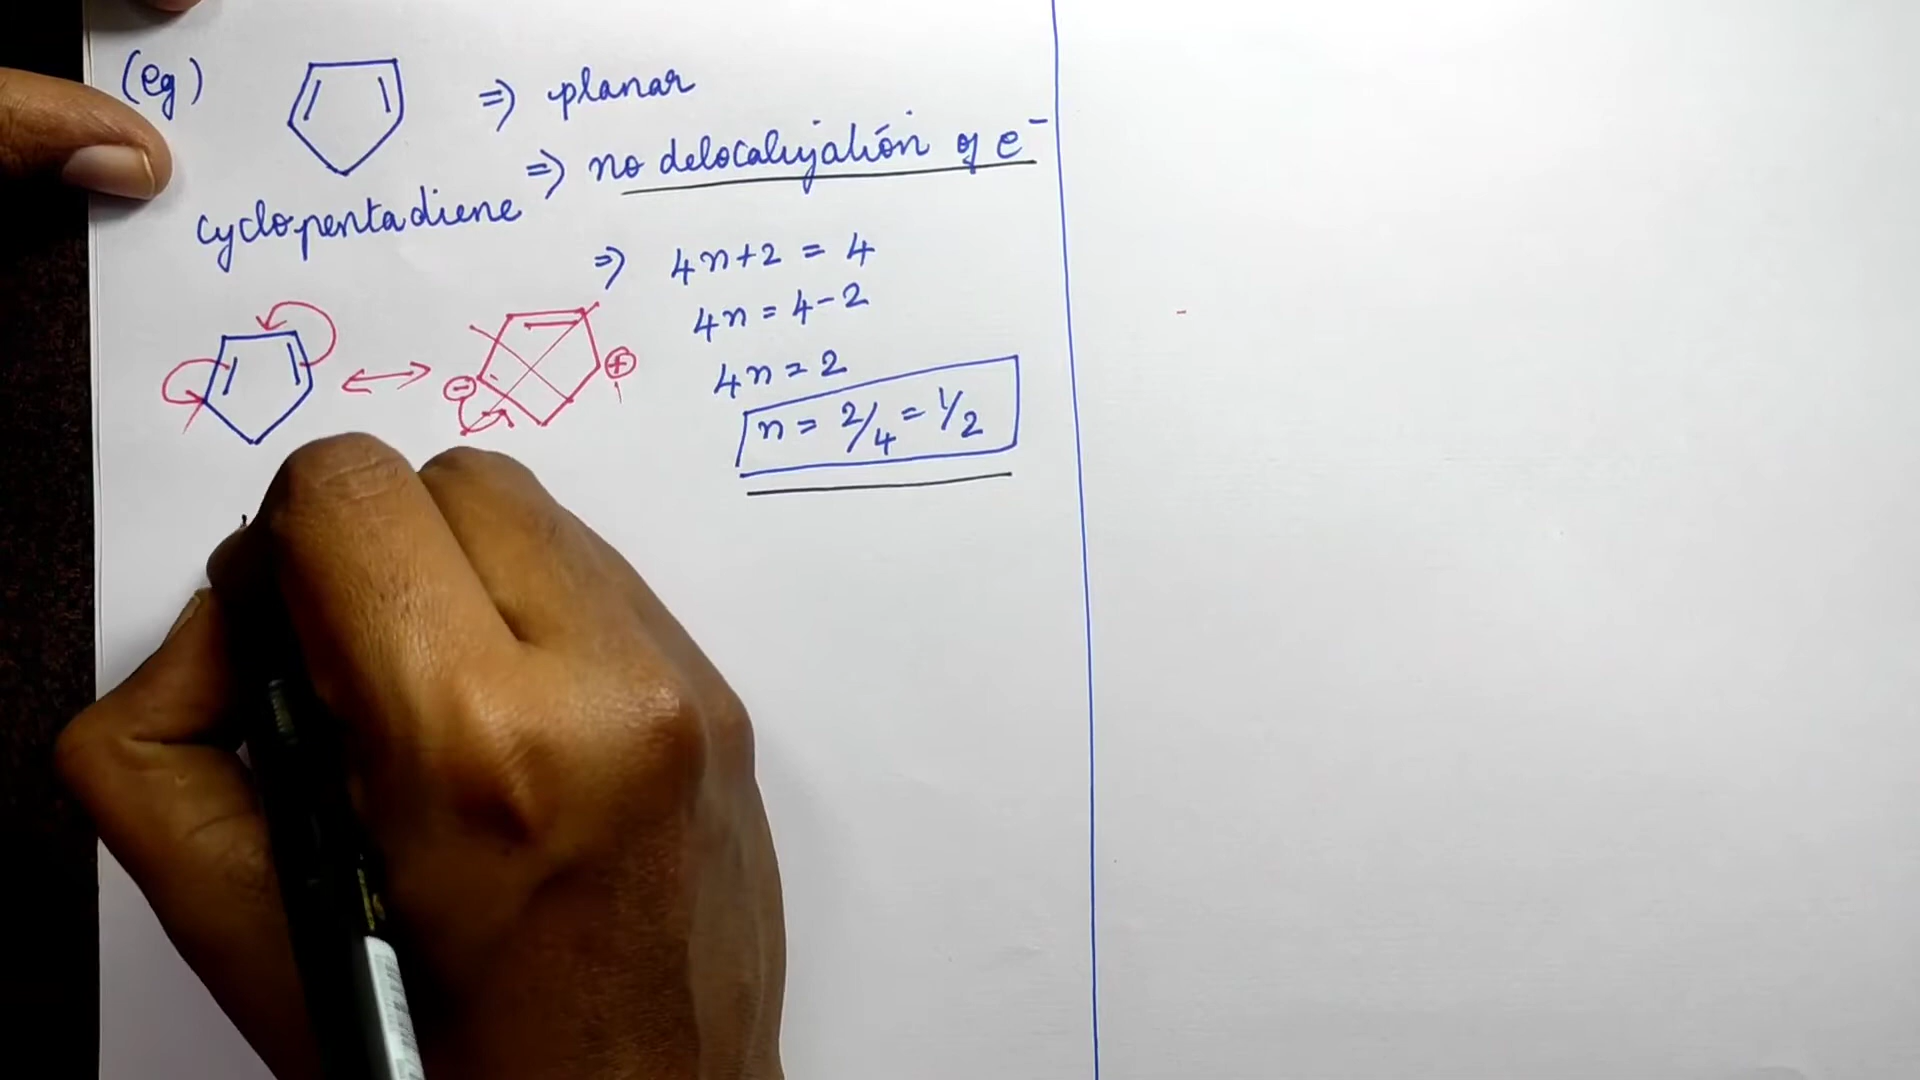 (eg)
⇒ planar
⇒ no delocalization of e⁻
cyclopentadiene
⇒ 4n+2 = 4
4n = 4-2
4n = 2
n = 2/4 = 1/2
⊖ ⊕